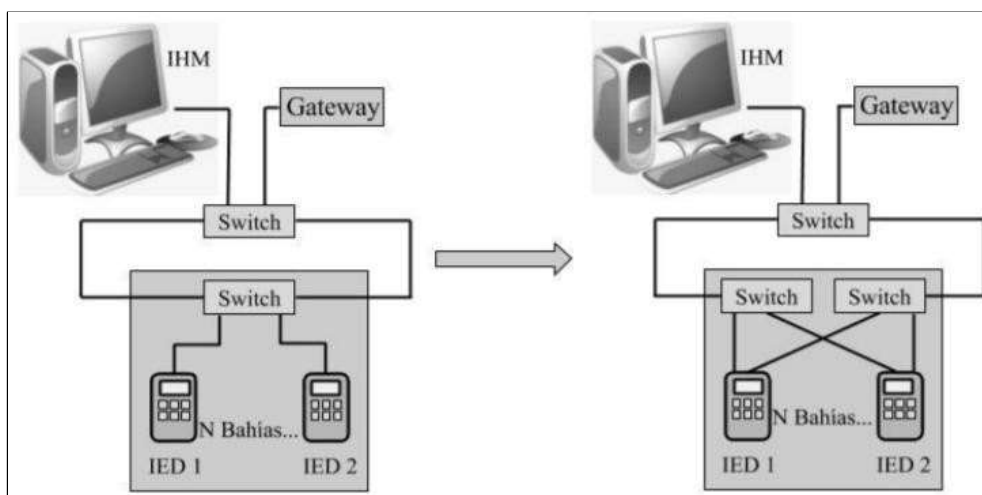 IHM
Gateway
Switch
Switch
N Bahías...
IED 1
IED 2
IHM
Gateway
Switch
Switch
Switch
N Bahías...
IED 1
IED 2